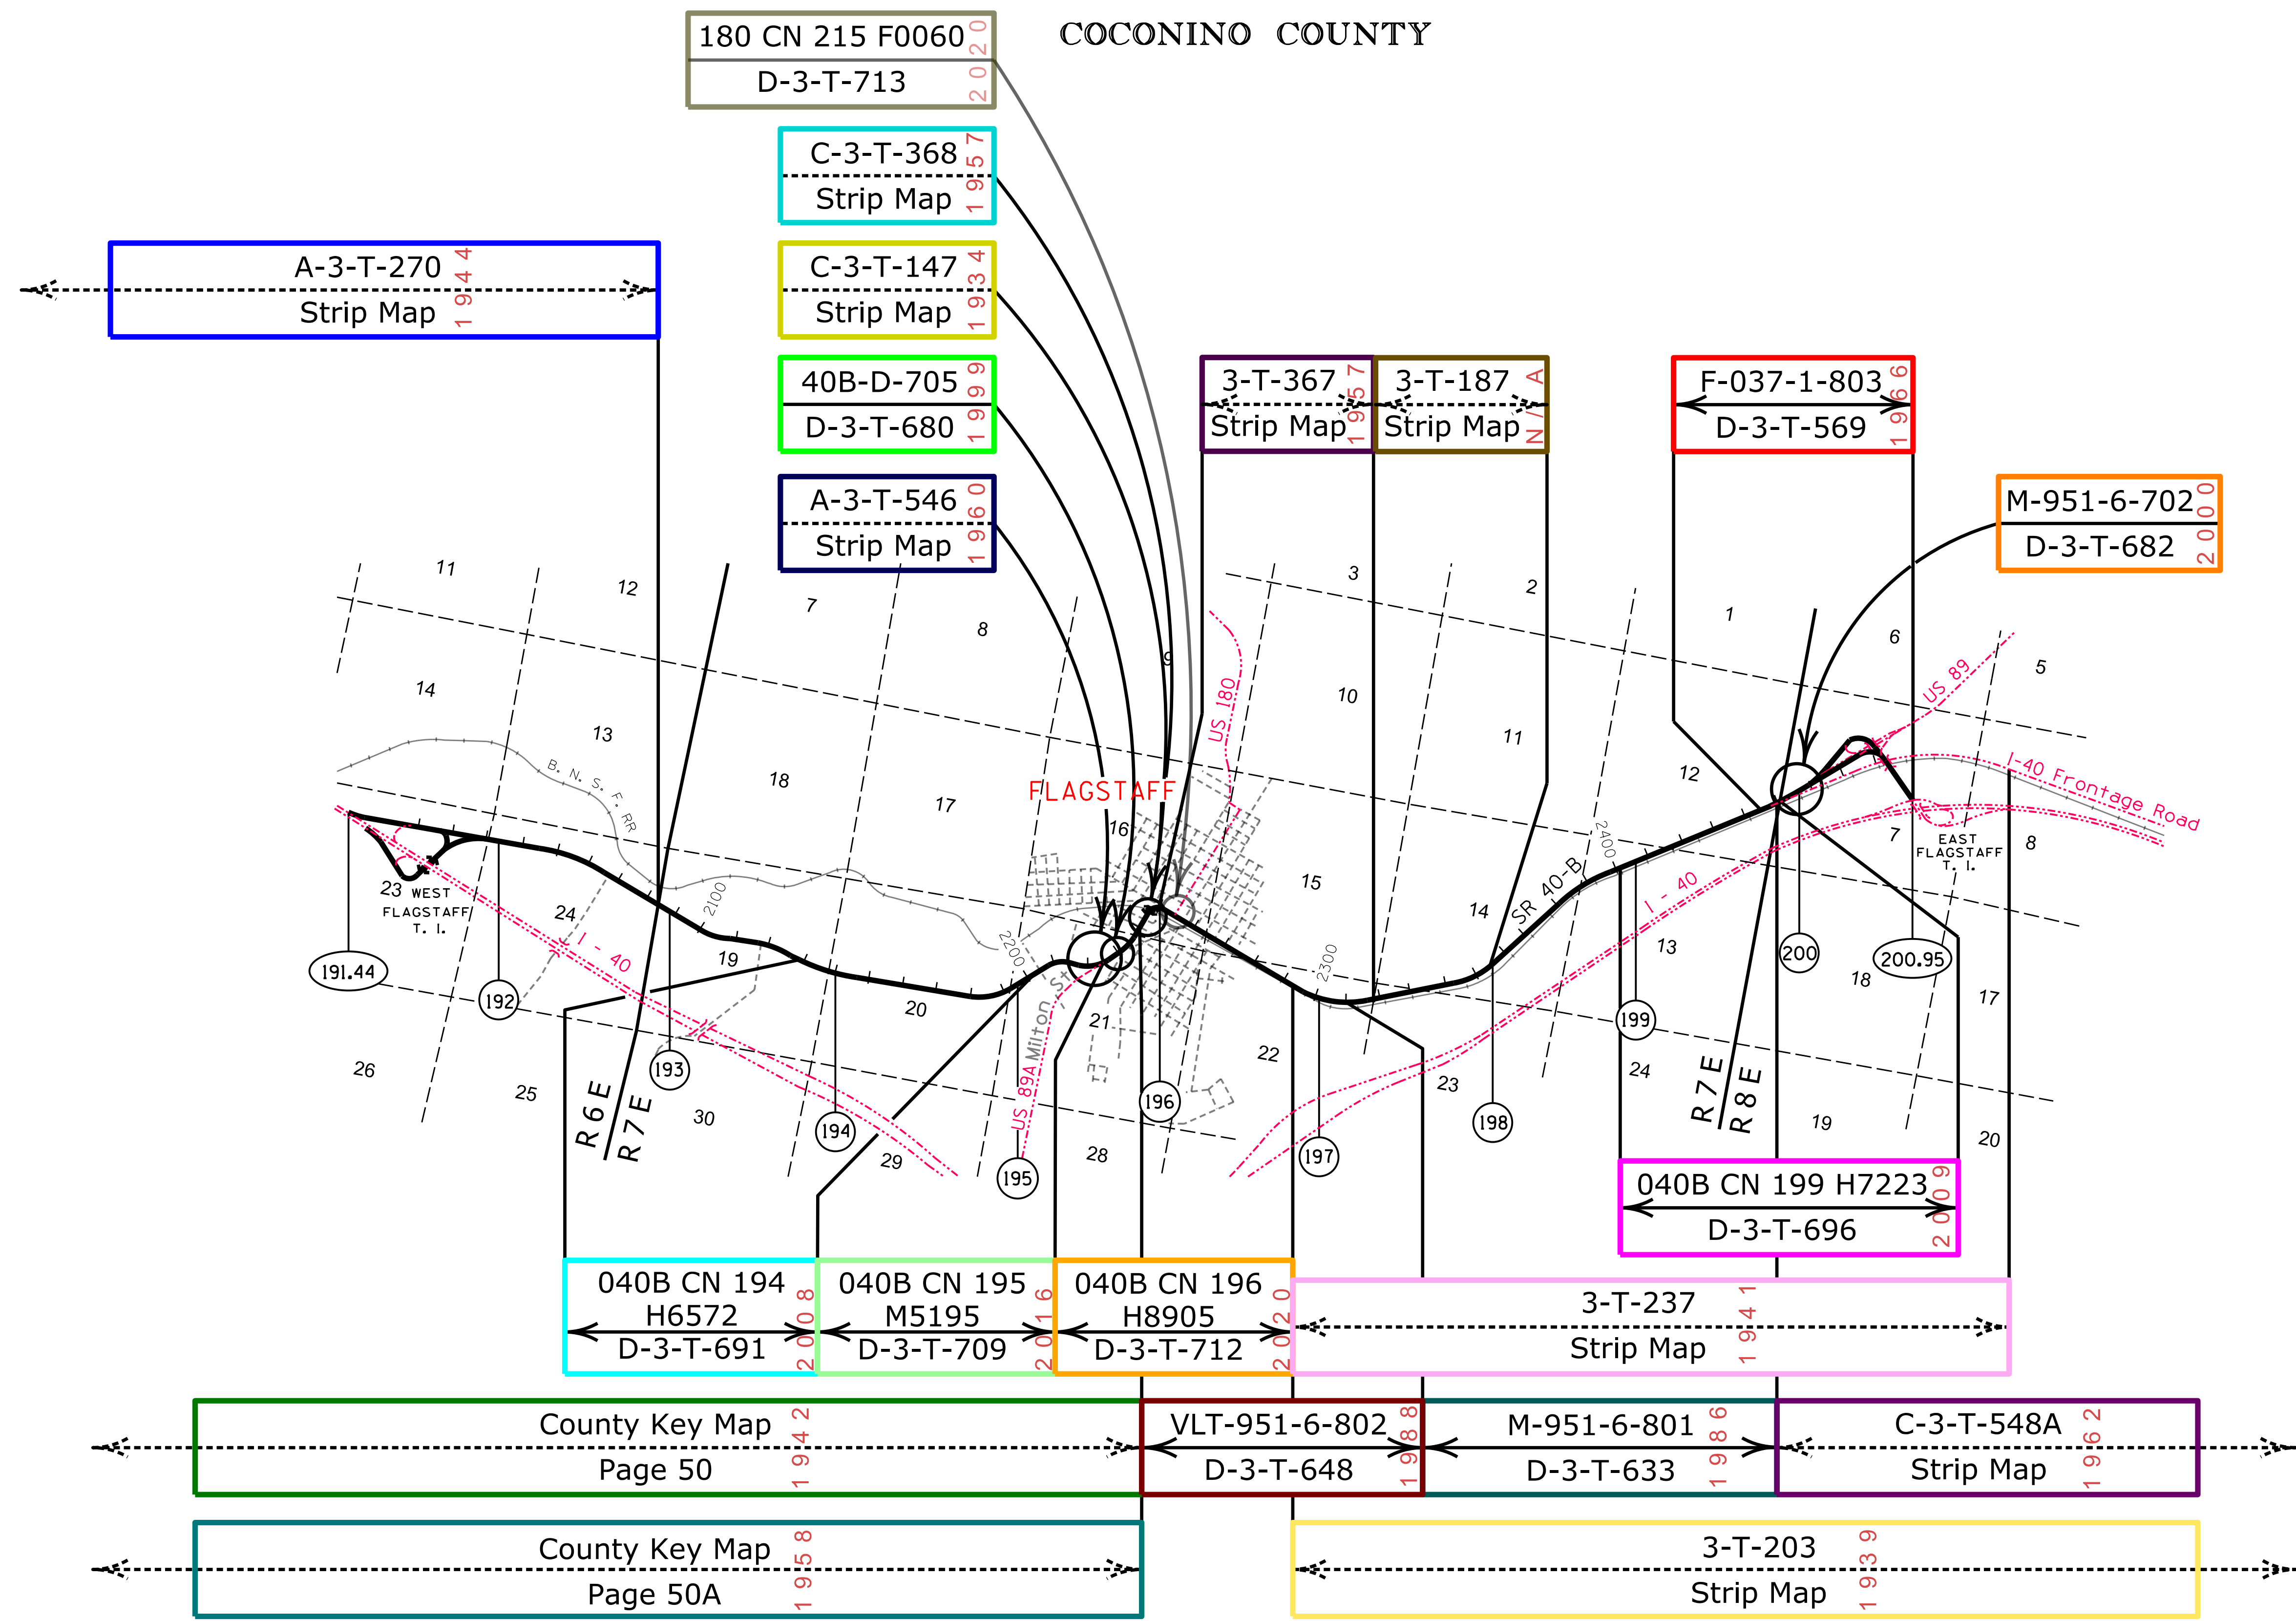 COCONINO COUNTY
180 CN 215 F0060
D-3-T-713
2020
C-3-T-368
Strip Map
1957
A-3-T-270
Strip Map
1944
C-3-T-147
Strip Map
1934
40B-D-705
D-3-T-680
1999
3-T-367
Strip Map
1957
3-T-187
Strip Map
N/A
F-037-1-803
D-3-T-569
1966
A-3-T-546
Strip Map
1960
M-951-6-702
D-3-T-682
2000
11
12
7
8
9
3
2
1
6
5
14
13
18
17
16
10
11
12
7
8
US 180
US 89
B. N. S. F. RR
FLAGSTAFF
I-40 Frontage Road
EAST
FLAGSTAFF
T. I.
23
WEST
FLAGSTAFF
T. I.
24
19
20
21
15
14
13
18
17
I - 40
2100
2200
2300
2400
SR 40-B
I - 40
US 89A Milton St
26
25
30
29
28
22
23
24
19
20
R6E
R7E
R7E
R8E
191.44
192
193
194
195
196
197
198
199
200
200.95
040B CN 199 H7223
D-3-T-696
2009
040B CN 194
H6572
D-3-T-691
2008
040B CN 195
M5195
D-3-T-709
2016
040B CN 196
H8905
D-3-T-712
2020
3-T-237
Strip Map
1941
County Key Map
Page 50
1942
VLT-951-6-802
D-3-T-648
1988
M-951-6-801
D-3-T-633
1986
C-3-T-548A
Strip Map
1962
County Key Map
Page 50A
1958
3-T-203
Strip Map
1939